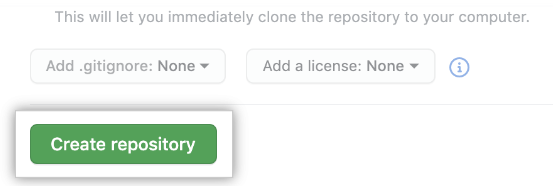 This will let you immediately clone the repository to your computer.
Add .gitignore: None Add a license: None
Create repository